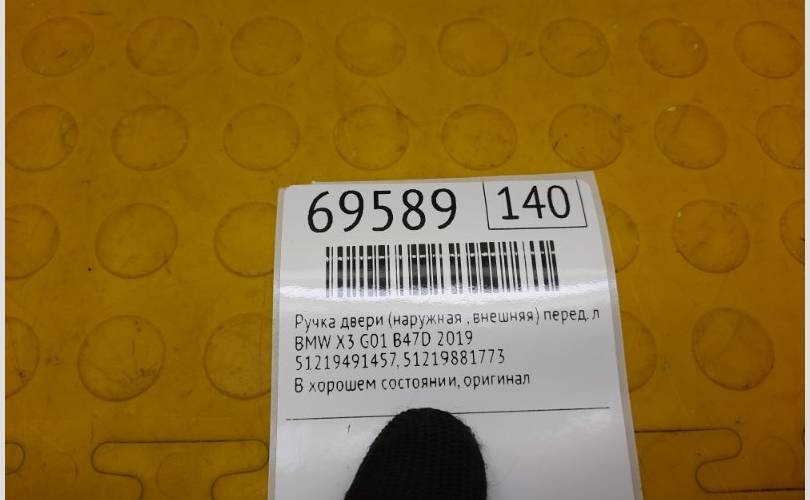 69589 140
Ручка двери (наружная , внешняя) перед. л
BMW X3 G01 B47D 2019
51219491457, 51219881773
В хорошем состоянии, оригинал